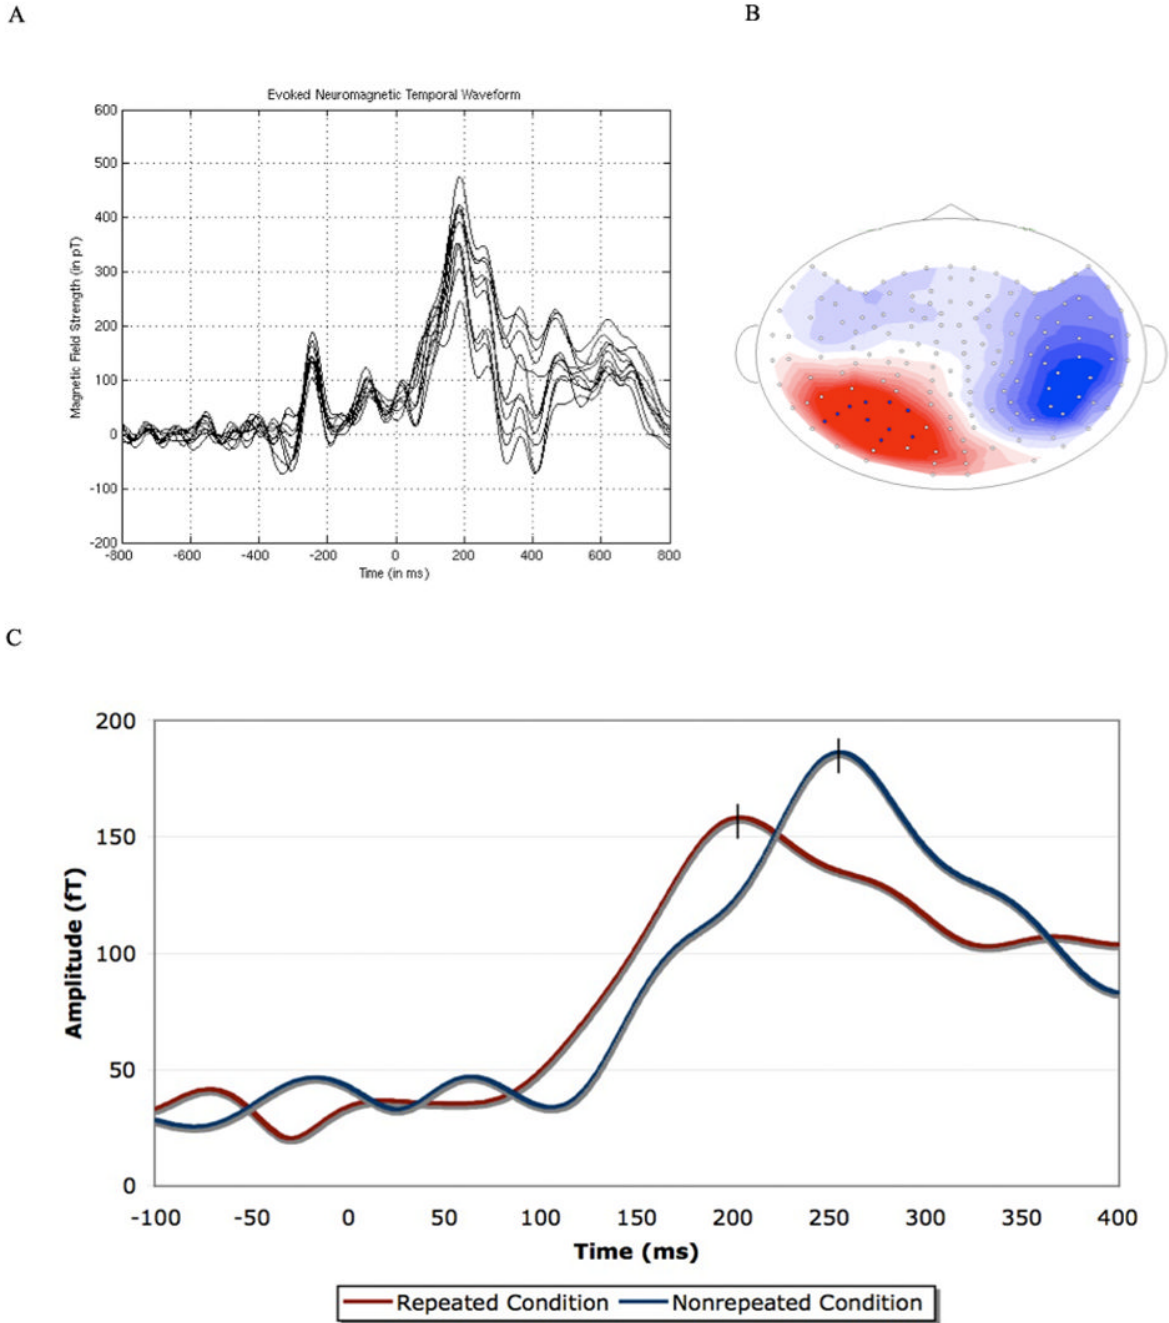 A
B
Evoked Neuromagnetic Temporal Waveform
600
500
400
300
200
100
0
-100
-200
Magnetic Field Strength (in pT)
-800 -600 -400 -200 0 200 400 600 800
Time (in ms)
C
200
150
100
50
0
Amplitude (fT)
-100 -50 0 50 100 150 200 250 300 350 400
Time (ms)
Repeated Condition Nonrepeated Condition